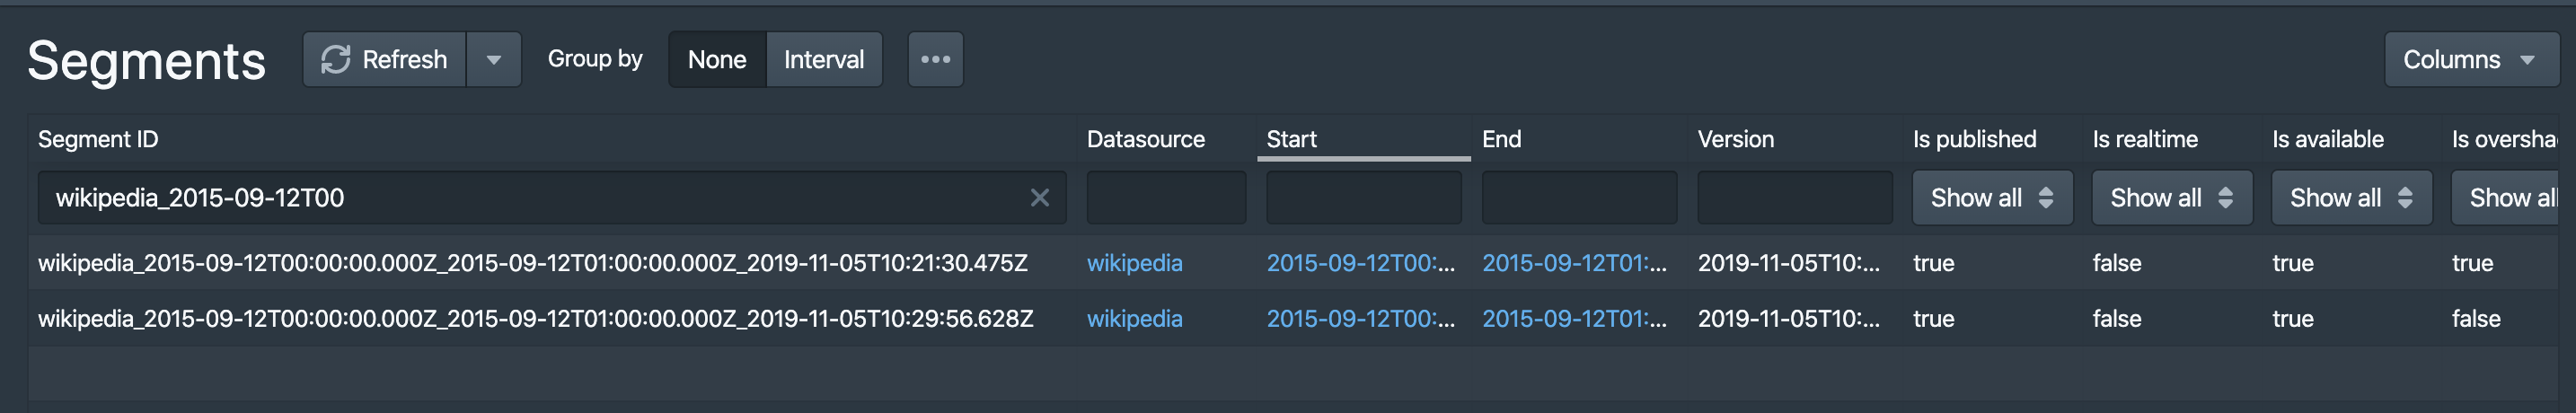 Segments Refresh Group by None Interval Columns
Segment ID Datasource Start End Version Is published Is realtime Is available Is oversha
wikipedia_2015-09-12T00 Show all Show all Show all Show all
wikipedia_2015-09-12T00:00:00.000Z_2015-09-12T01:00:00.000Z_2019-11-05T10:21:30.475Z wikipedia 2015-09-12T00:... 2015-09-12T01:... 2019-11-05T10:... true false true true
wikipedia_2015-09-12T00:00:00.000Z_2015-09-12T01:00:00.000Z_2019-11-05T10:29:56.628Z wikipedia 2015-09-12T00:... 2015-09-12T01:... 2019-11-05T10:... true false true false